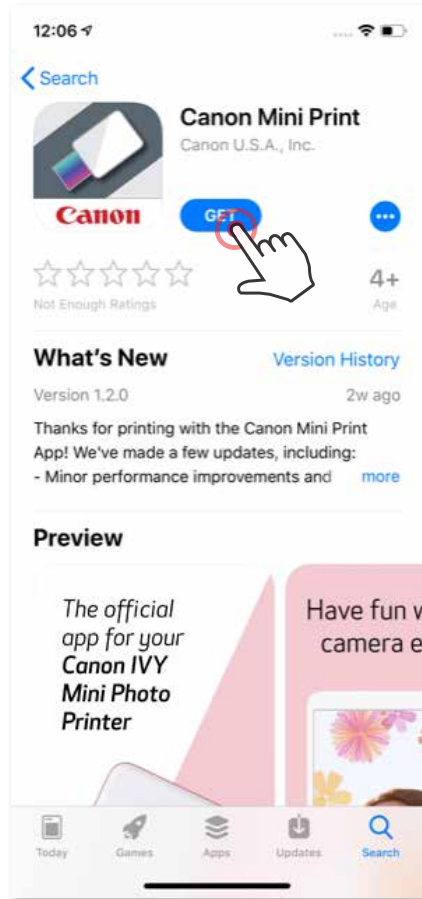 12:06
Search
Canon Mini Print
Canon U.S.A., Inc.
Canon
GET
4+
Not Enough Ratings
Age
What's New
Version History
Version 1.2.0
2w ago
Thanks for printing with the Canon Mini Print
App! We've made a few updates, including:
- Minor performance improvements and
more
Preview
The official
app for your
Canon IVY
Mini Photo
Printer
Have fun w
camera e
Today
Games
Apps
Updates
Search